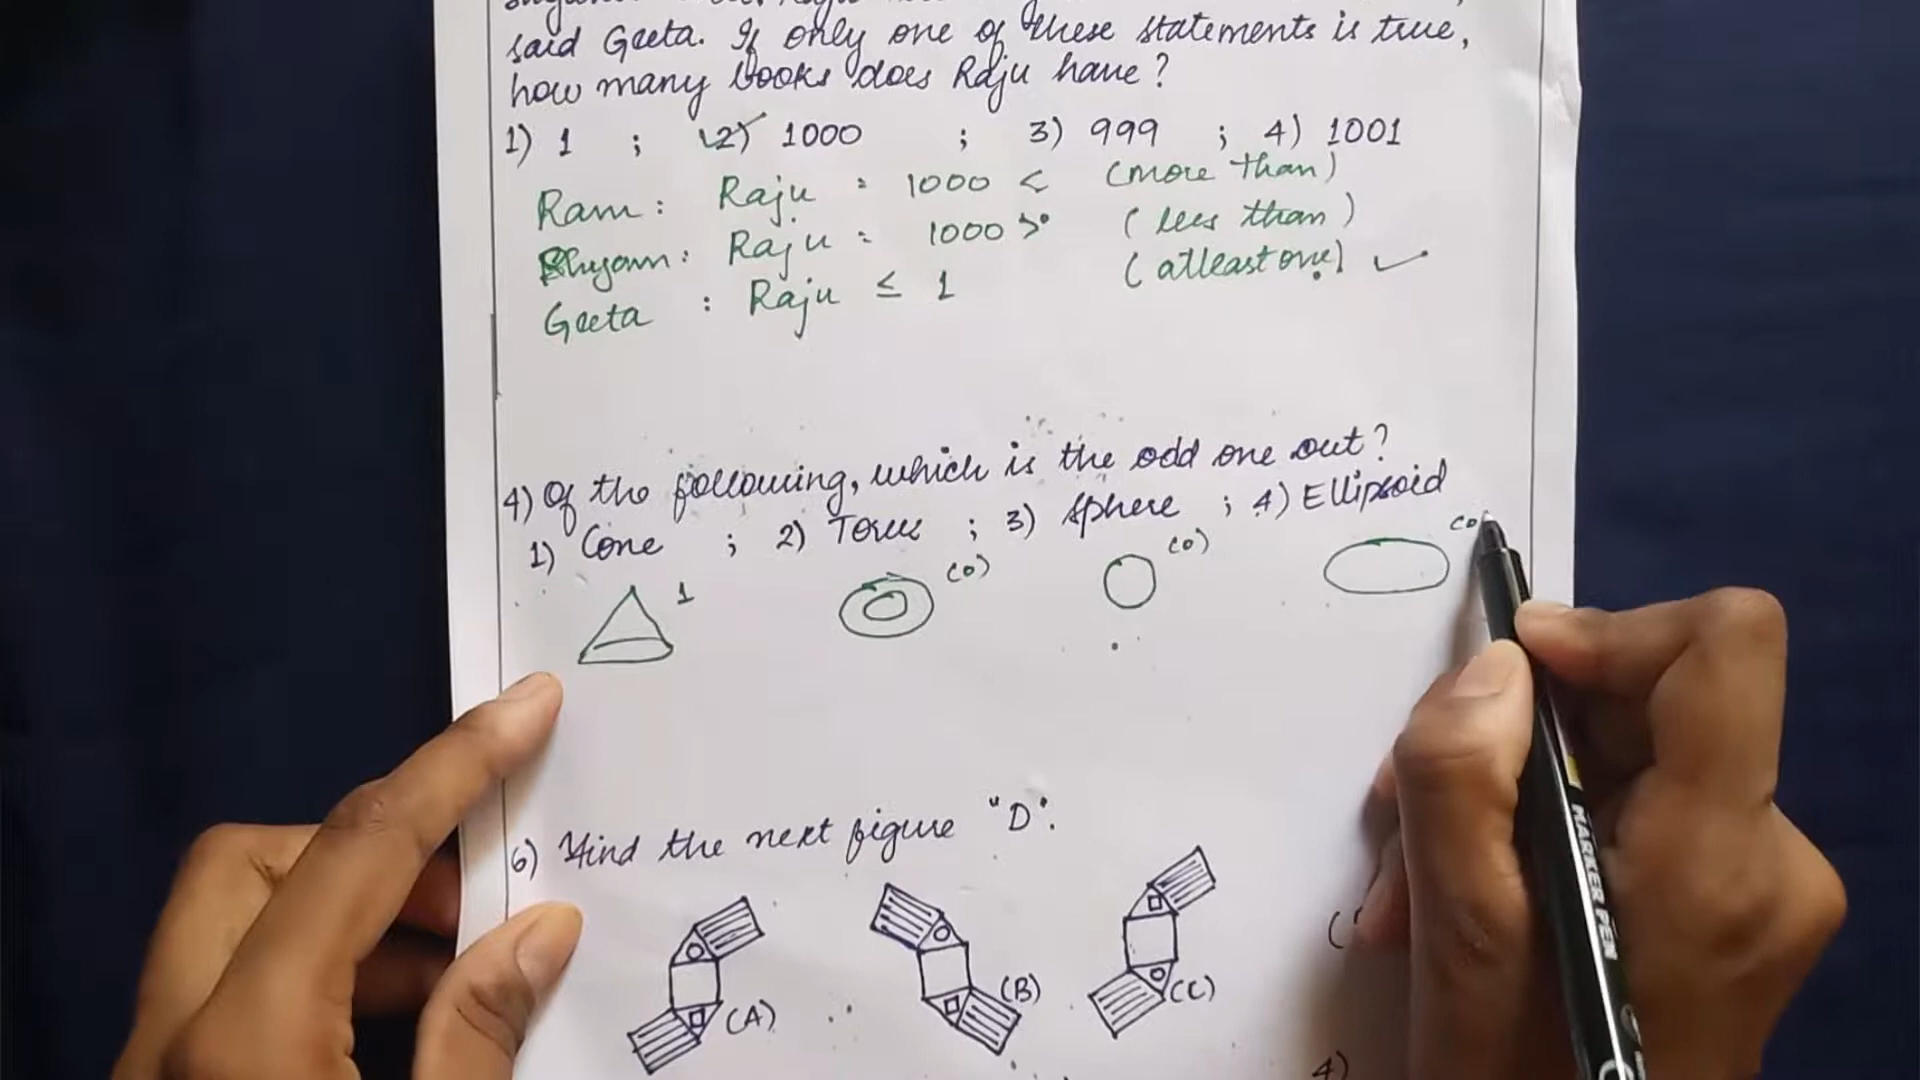 said Geeta. If only one of these statements is true,
how many books does Raju have?
1) 1 ; 2) 1000 ; 3) 999 ; 4) 1001
Ram: Raju : 1000 < (more than)
Shyam: Raju : 1000 > (less than)
Geeta : Raju ≤ 1 (atleast one) ✓
4) Of the following, which is the odd one out?
1) Cone ; 2) Torus ; 3) Sphere ; 4) Ellipsoid
1 (0) (0) (0
6) Find the next figure "D".
(A) (B) (C)
4)
MARKER PEN